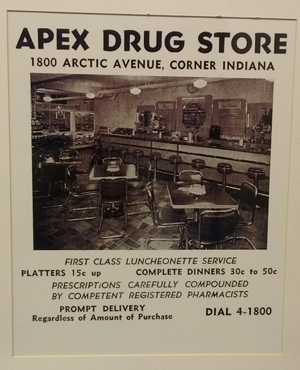 APEX DRUG STORE
1800 ARCTIC AVENUE, CORNER INDIANA
FIRST CLASS LUNCHEONETTE SERVICE
PLATTERS 15c up COMPLETE DINNERS 30c to 50c
PRESCRIPTIONS CAREFULLY COMPOUNDED
BY COMPETENT REGISTERED PHARMACISTS
PROMPT DELIVERY
Regardless of Amount of Purchase DIAL 4-1800